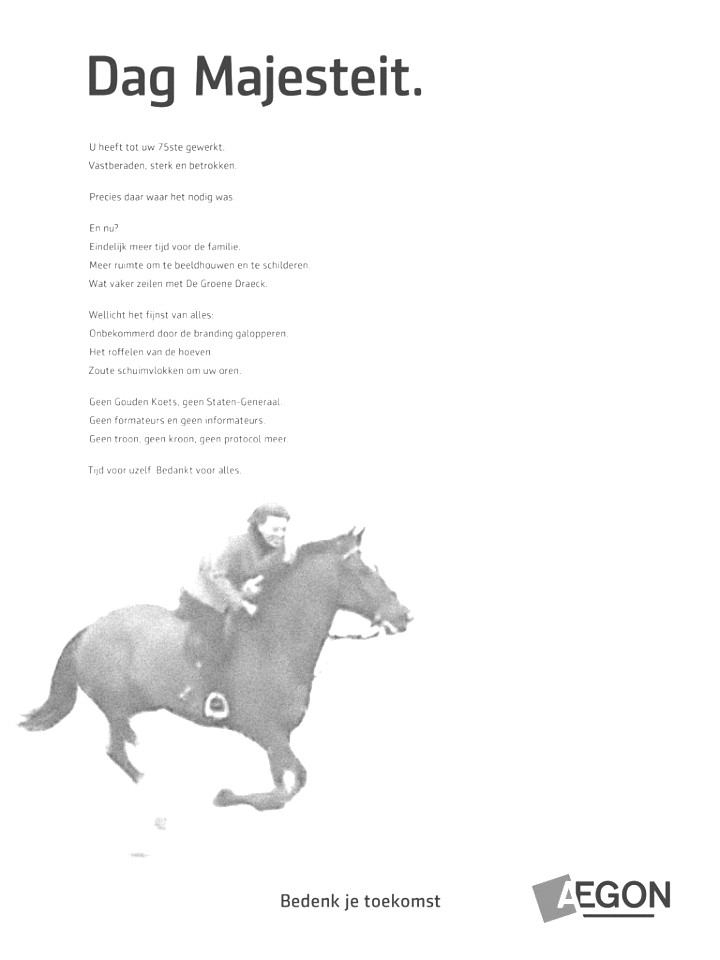 Dag Majesteit.
U heeft tot uw 75ste gewerkt.
Vastberaden, sterk en betrokken.
Precies daar waar het nodig was.
En nu?
Eindelijk meer tijd voor de familie.
Meer ruimte om te beeldhouwen en te schilderen.
Wat vaker zeilen met De Groene Draeck.
Wellicht het fijnst van alles:
Onbekommerd door de branding galopperen.
Het roffelen van de hoeven.
Zoute schuimvlokken om uw oren.
Geen Gouden Koets, geen Staten-Generaal.
Geen formateurs en geen informateurs.
Geen troon, geen kroon, geen protocol meer.
Tijd voor uzelf. Bedankt voor alles.
Bedenk je toekomst
AEGON